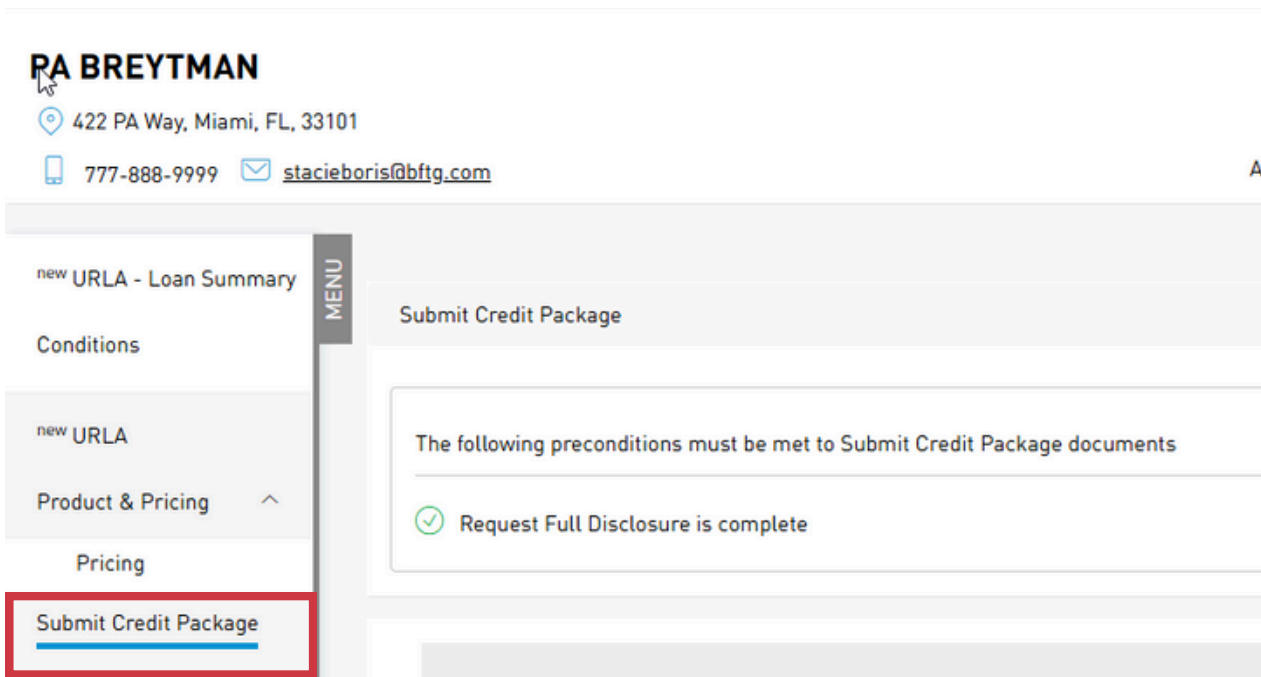 PA BREYTMAN
422 PA Way, Miami, FL, 33101
777-888-9999 stacieboris@bftg.com
A
new URLA - Loan Summary
Conditions
new URLA
Product & Pricing
Pricing
Submit Credit Package
MENU
Submit Credit Package
The following preconditions must be met to Submit Credit Package documents
Request Full Disclosure is complete